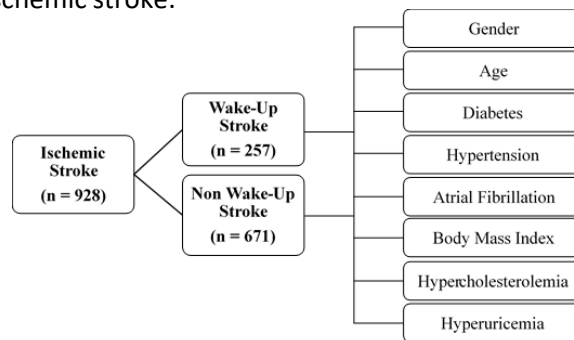 schemic stroke.
Gender
Age
Wake-Up
Stroke
(n = 257)
Diabetes
Ischemic
Stroke
(n = 928)
Hypertension
Non Wake-Up
Stroke
(n = 671)
Atrial Fibrillation
Body Mass Index
Hypercholesterolemia
Hyperuricemia